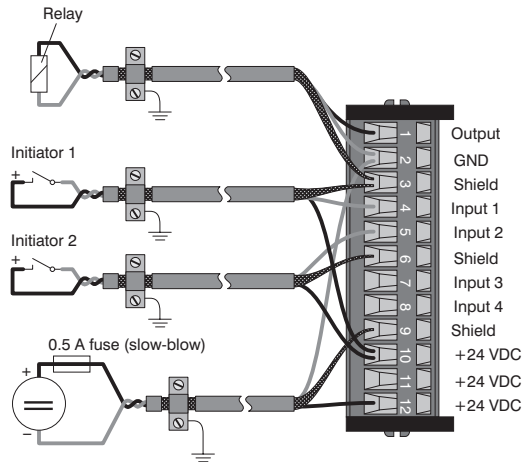 Relay
Initiator 1
+
Initiator 2
+
0.5 A fuse (slow-blow)
+
−
1 Output
2 GND
3 Shield
4 Input 1
5 Input 2
6 Shield
7 Input 3
8 Input 4
9 Shield
10 +24 VDC
11 +24 VDC
12 +24 VDC